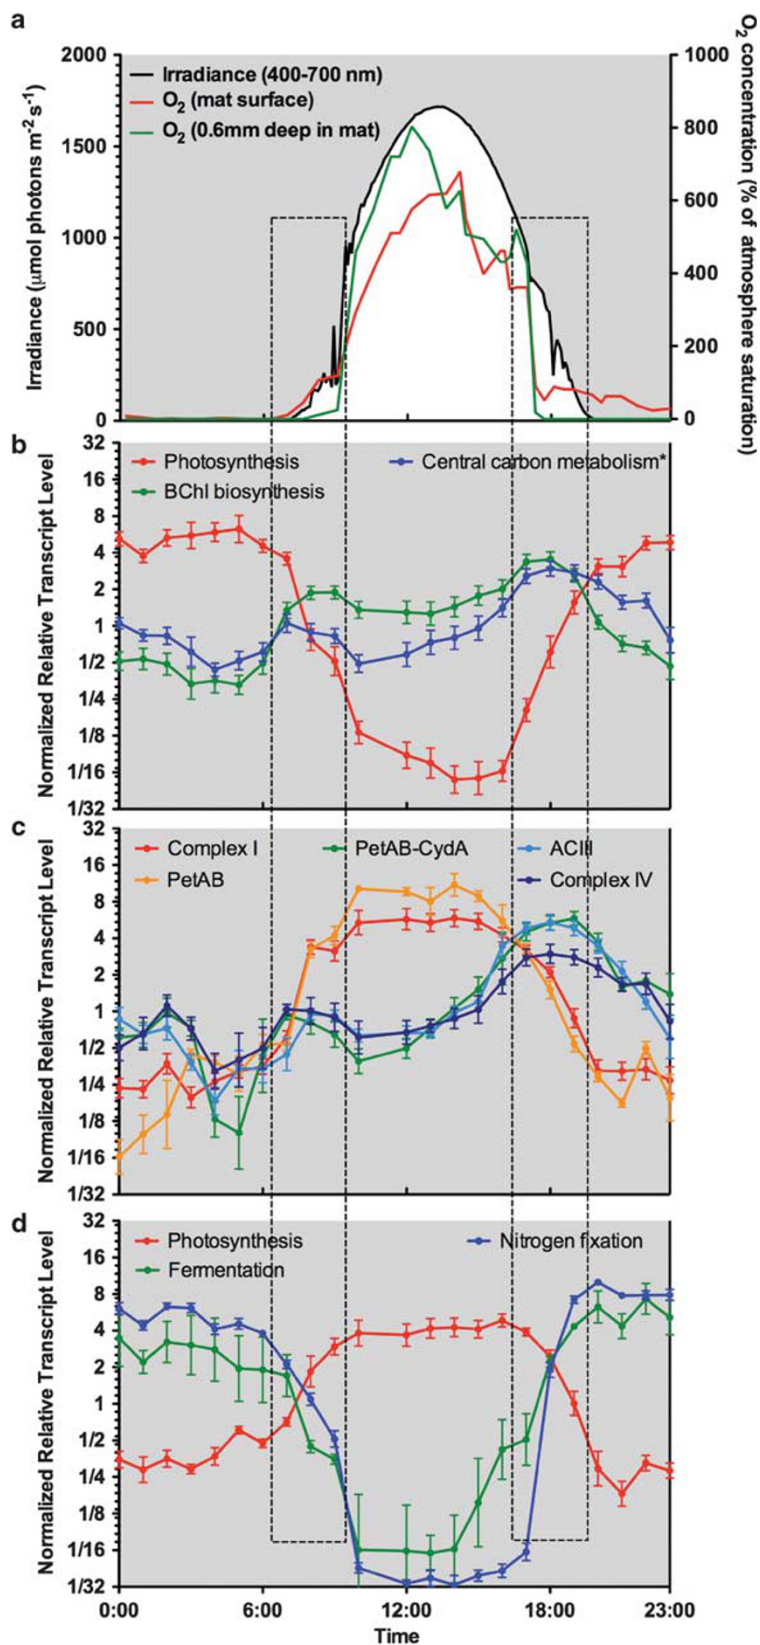 a
Irradiance (400-700 nm)
O2 (mat surface)
O2 (0.6mm deep in mat)
Irradiance (μmol photons m-2 s-1)
2000
1500
1000
500
0
O2 concentration (% of atmosphere saturation)
1000
800
600
400
200
0
b
Photosynthesis
Central carbon metabolism*
BChl biosynthesis
Normalized Relative Transcript Level
32
16
8
4
2
1
1/2
1/4
1/8
1/16
1/32
c
Complex I
PetAB-CydA
ACIII
PetAB
Complex IV
Normalized Relative Transcript Level
32
16
8
4
2
1
1/2
1/4
1/8
1/16
1/32
d
Photosynthesis
Nitrogen fixation
Fermentation
Normalized Relative Transcript Level
32
16
8
4
2
1
1/2
1/4
1/8
1/16
1/32
0:00 6:00 12:00 18:00 23:00
Time